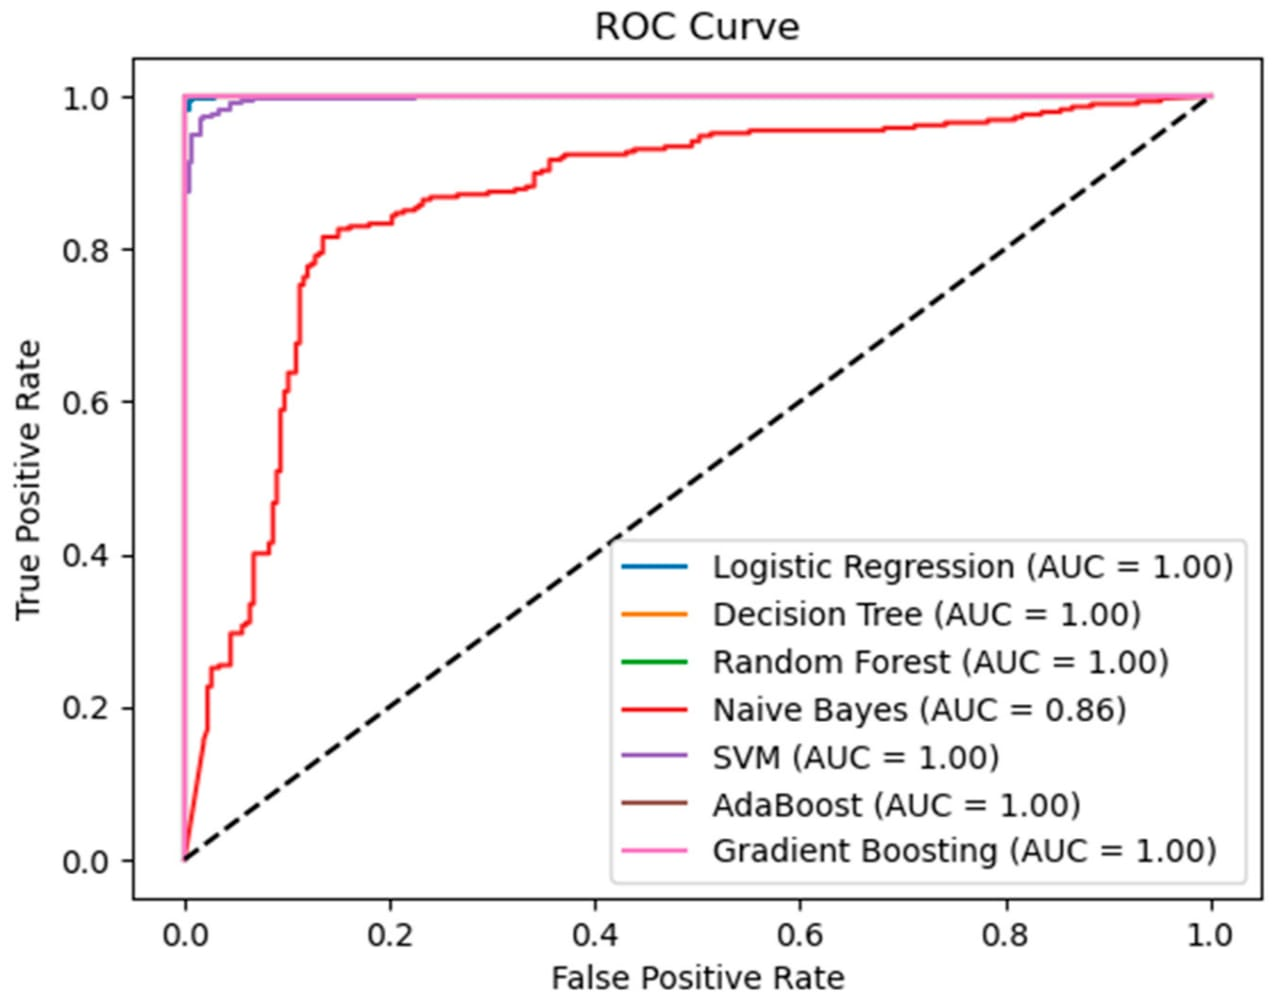 ROC Curve
1.0
0.8
0.6
0.4
0.2
0.0
True Positive Rate
Logistic Regression (AUC = 1.00)
Decision Tree (AUC = 1.00)
Random Forest (AUC = 1.00)
Naive Bayes (AUC = 0.86)
SVM (AUC = 1.00)
AdaBoost (AUC = 1.00)
Gradient Boosting (AUC = 1.00)
0.0 0.2 0.4 0.6 0.8 1.0
False Positive Rate